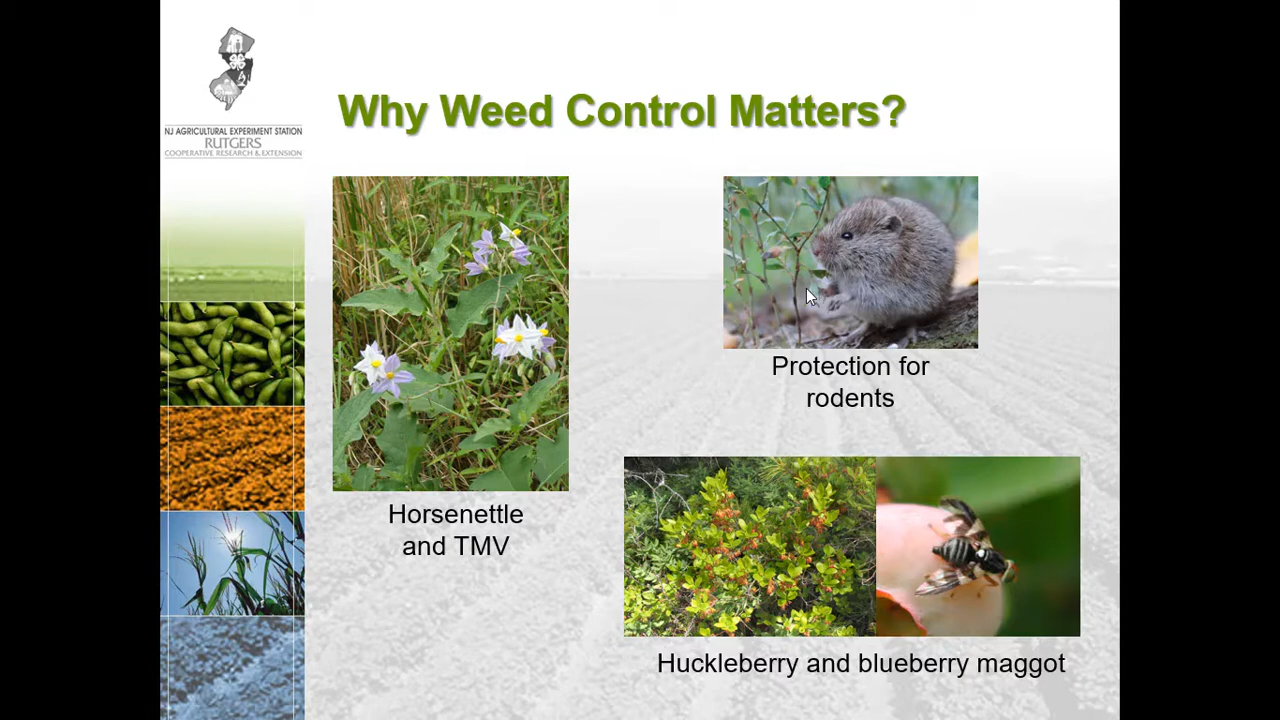 NJ AGRICULTURAL EXPERIMENT STATION
RUTGERS
COOPERATIVE RESEARCH & EXTENSION
Why Weed Control Matters?
Protection for
rodents
Horsenettle
and TMV
Huckleberry and blueberry maggot